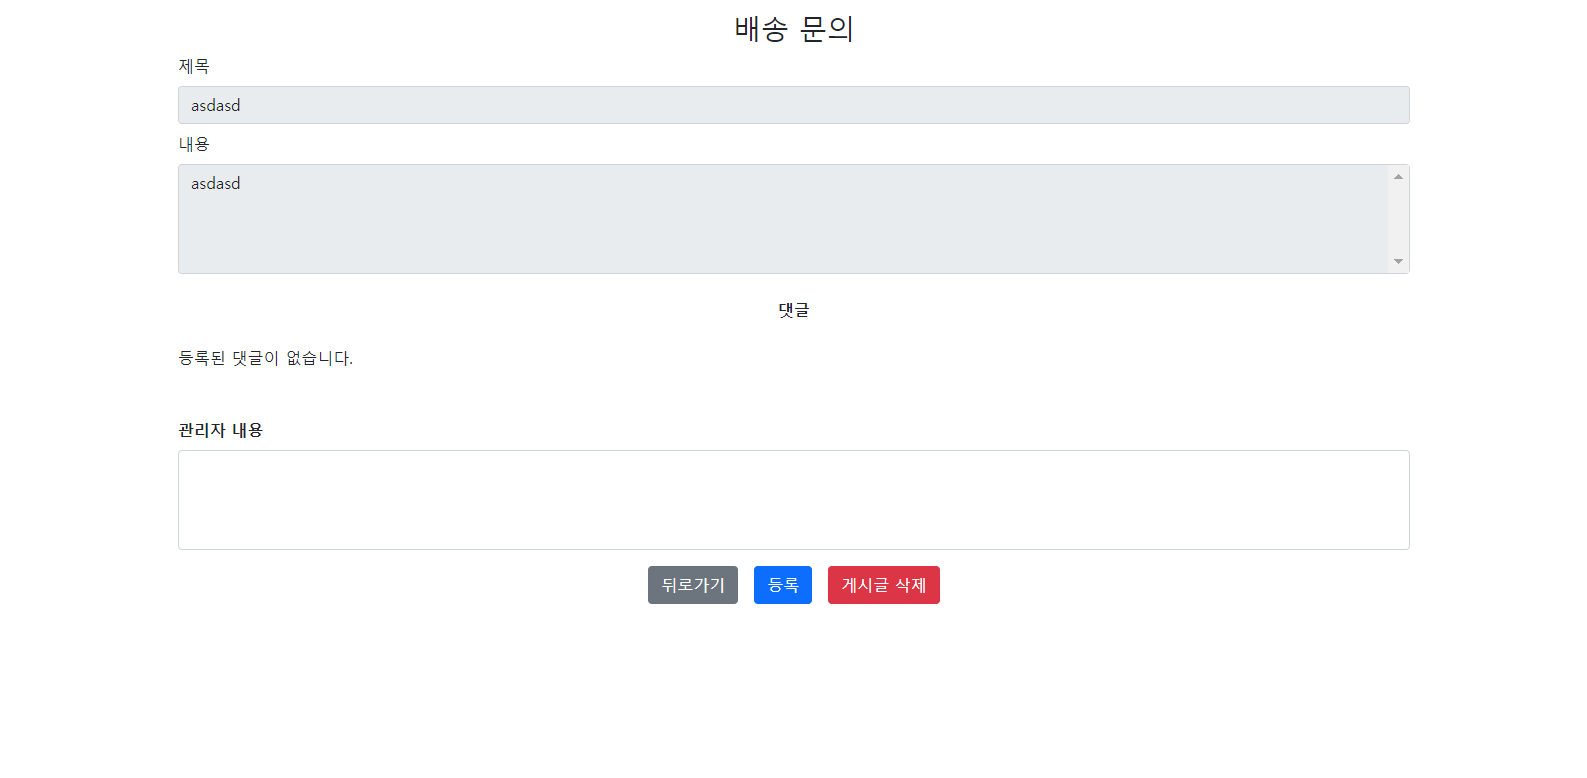 배송 문의
제목
asdasd
내용
asdasd
댓글
등록된 댓글이 없습니다.
관리자 내용
뒤로가기 등록 게시글 삭제